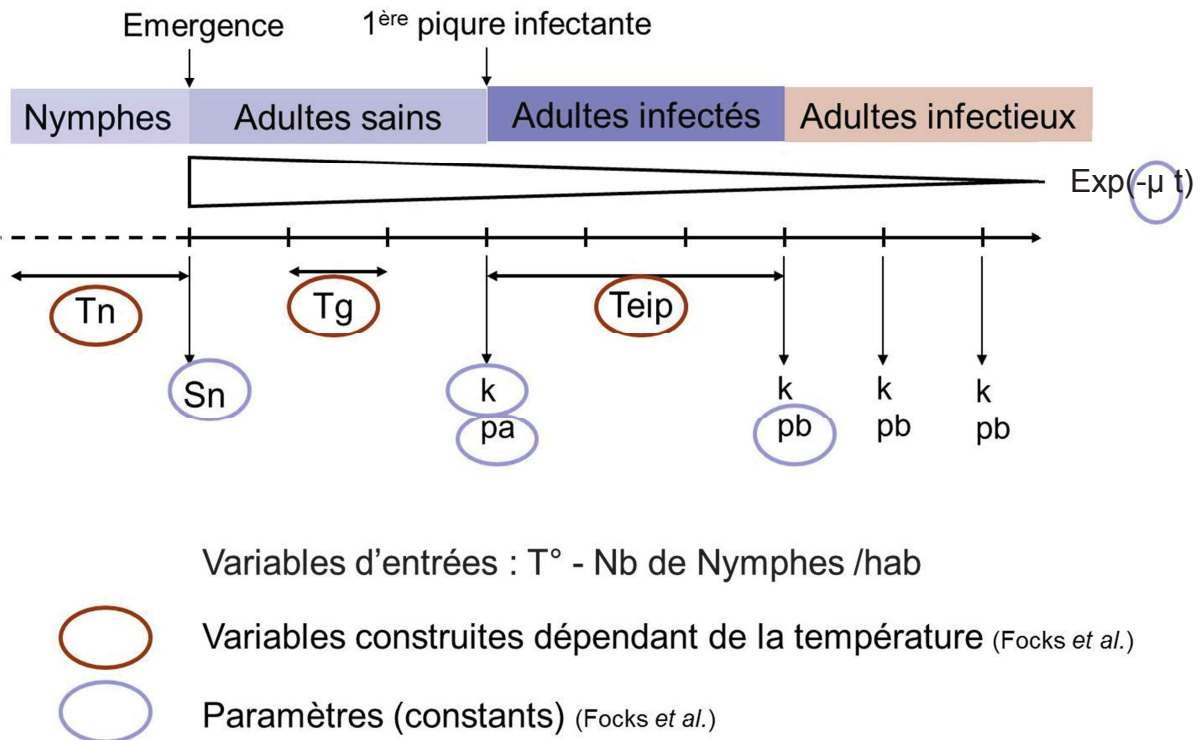 Emergence
1ère piqure infectante
Nymphes
Adultes sains
Adultes infectés
Adultes infectieux
Exp(-µ t)
Tn
Tg
Teip
Sn
k
pa
k
pb
k
pb
k
pb
Variables d'entrées : T° - Nb de Nymphes /hab
Variables construites dépendant de la température (Focks et al.)
Paramètres (constants) (Focks et al.)